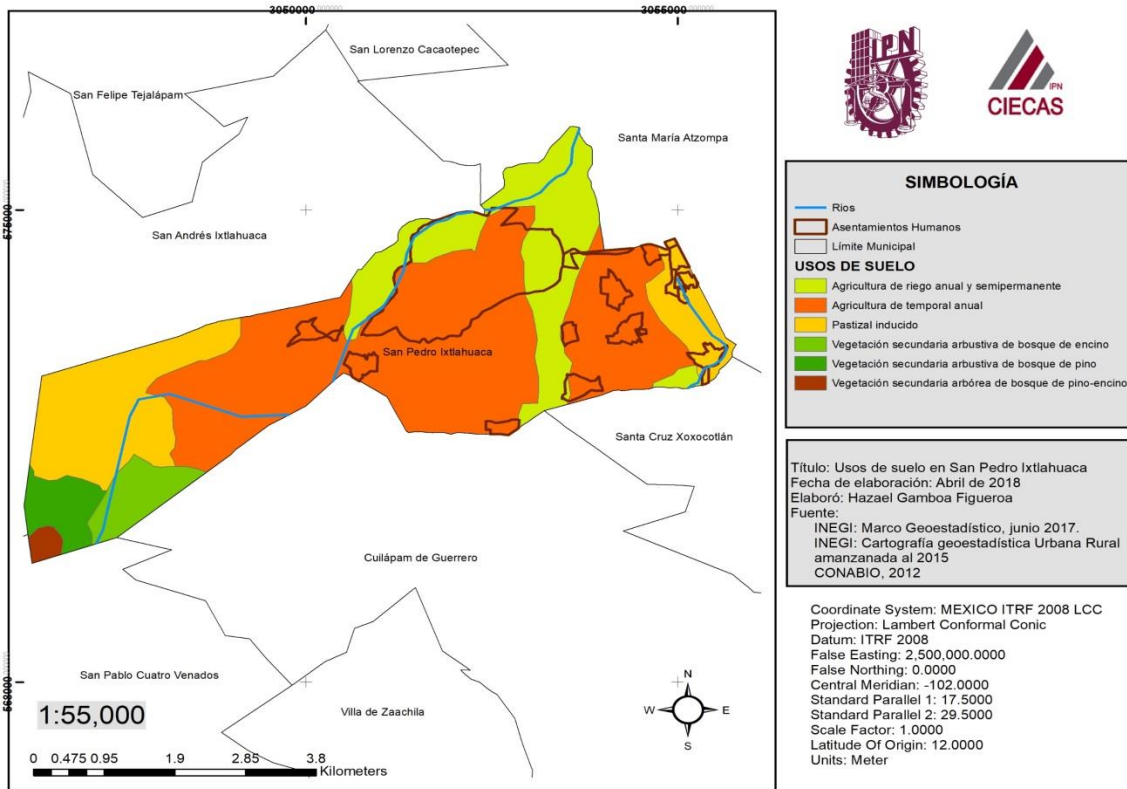 3050000.000000
3055000.000000
575000.000000
568000.000000
San Lorenzo Cacaotepec
San Felipe Tejalápam
Santa María Atzompa
San Andrés Ixtlahuaca
San Pedro Ixtlahuaca
Santa Cruz Xoxocotlán
Cuilápam de Guerrero
San Pablo Cuatro Venados
Villa de Zaachila
1:55,000
0 0.475 0.95 1.9 2.85 3.8
Kilometers
N
W E
S
IPN
IPN
CIECAS
SIMBOLOGÍA
Rios
Asentamientos Humanos
Límite Municipal
USOS DE SUELO
Agricultura de riego anual y semipermanente
Agricultura de temporal anual
Pastizal inducido
Vegetación secundaria arbustiva de bosque de encino
Vegetación secundaria arbustiva de bosque de pino
Vegetación secundaria arbórea de bosque de pino-encino
Título: Usos de suelo en San Pedro Ixtlahuaca
Fecha de elaboración: Abril de 2018
Elaboró: Hazael Gamboa Figueroa
Fuente:
INEGI: Marco Geoestadístico, junio 2017.
INEGI: Cartografía geoestadística Urbana Rural
amanzanada al 2015
CONABIO, 2012
Coordinate System: MEXICO ITRF 2008 LCC
Projection: Lambert Conformal Conic
Datum: ITRF 2008
False Easting: 2,500,000.0000
False Northing: 0.0000
Central Meridian: -102.0000
Standard Parallel 1: 17.5000
Standard Parallel 2: 29.5000
Scale Factor: 1.0000
Latitude Of Origin: 12.0000
Units: Meter